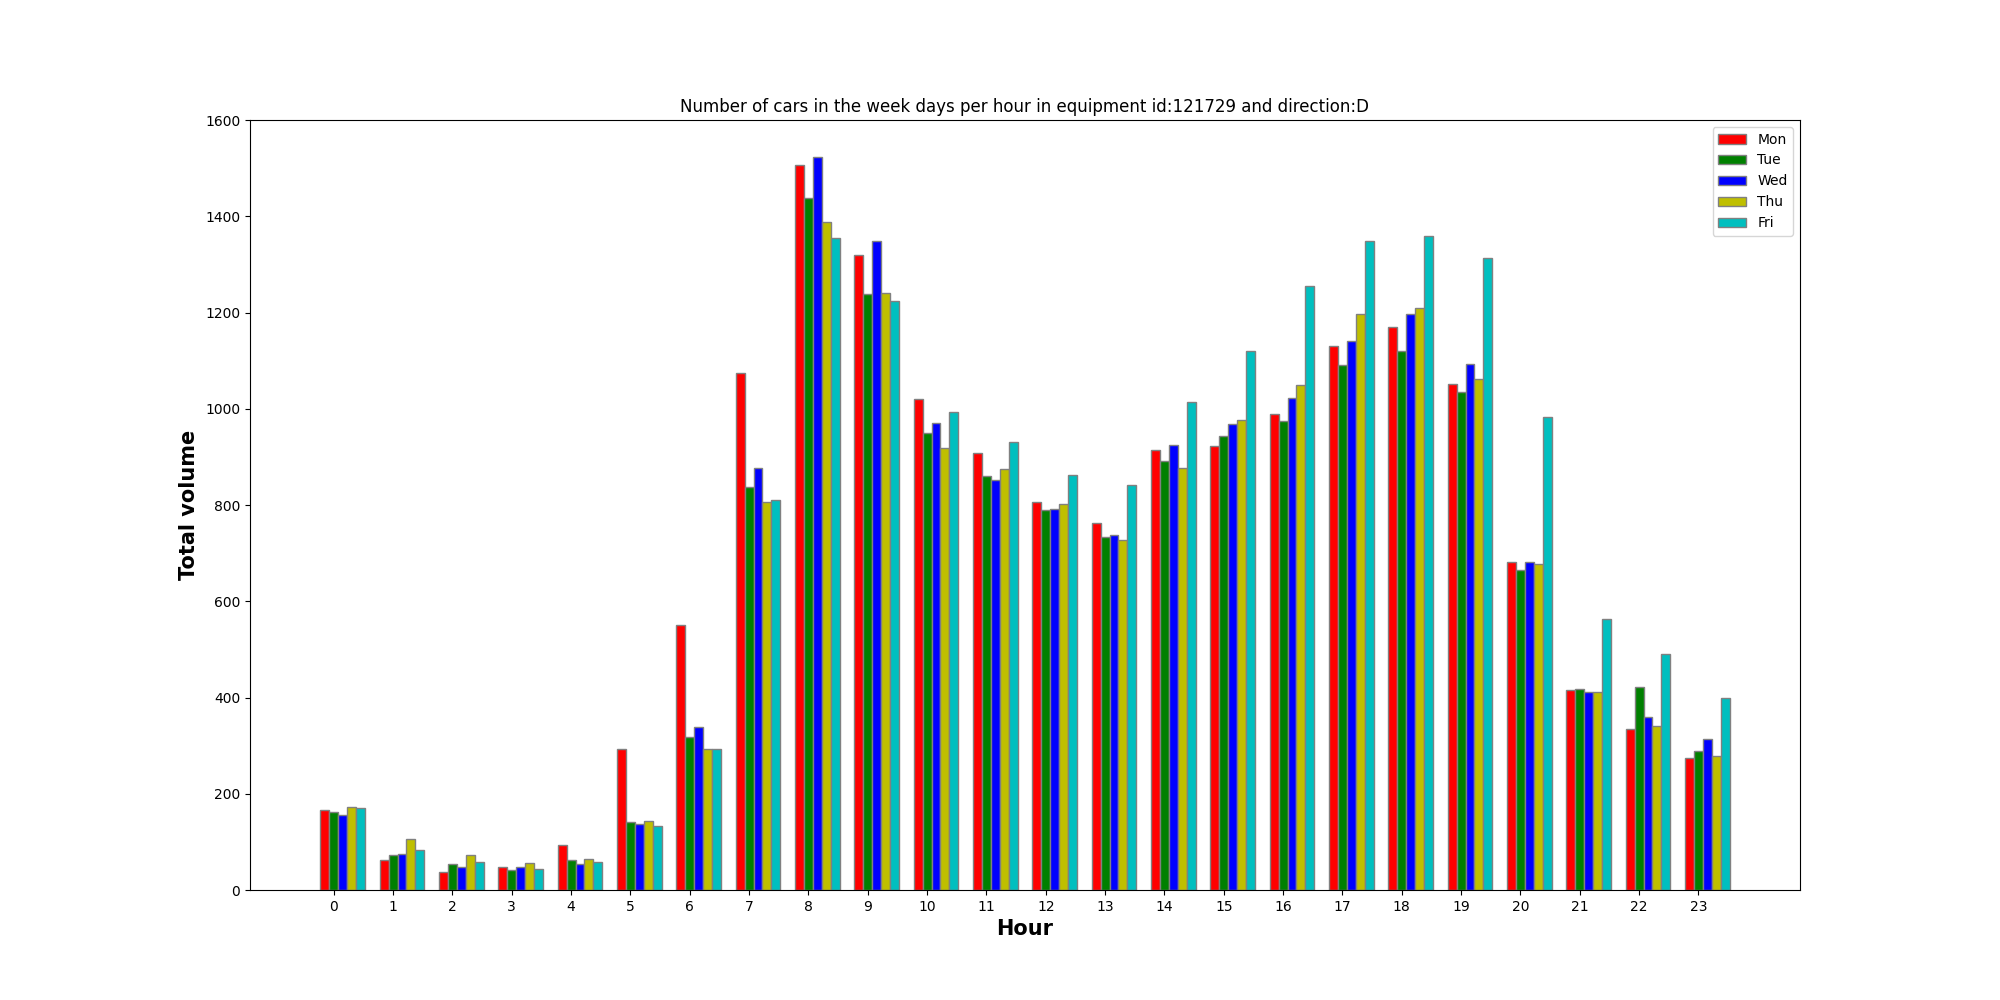 Number of cars in the week days per hour in equipment id:121729 and direction:D
1600
1400
1200
1000
800
600
400
200
0
Total volume
Mon
Tue
Wed
Thu
Fri
0 1 2 3 4 5 6 7 8 9 10 11 12 13 14 15 16 17 18 19 20 21 22 23
Hour